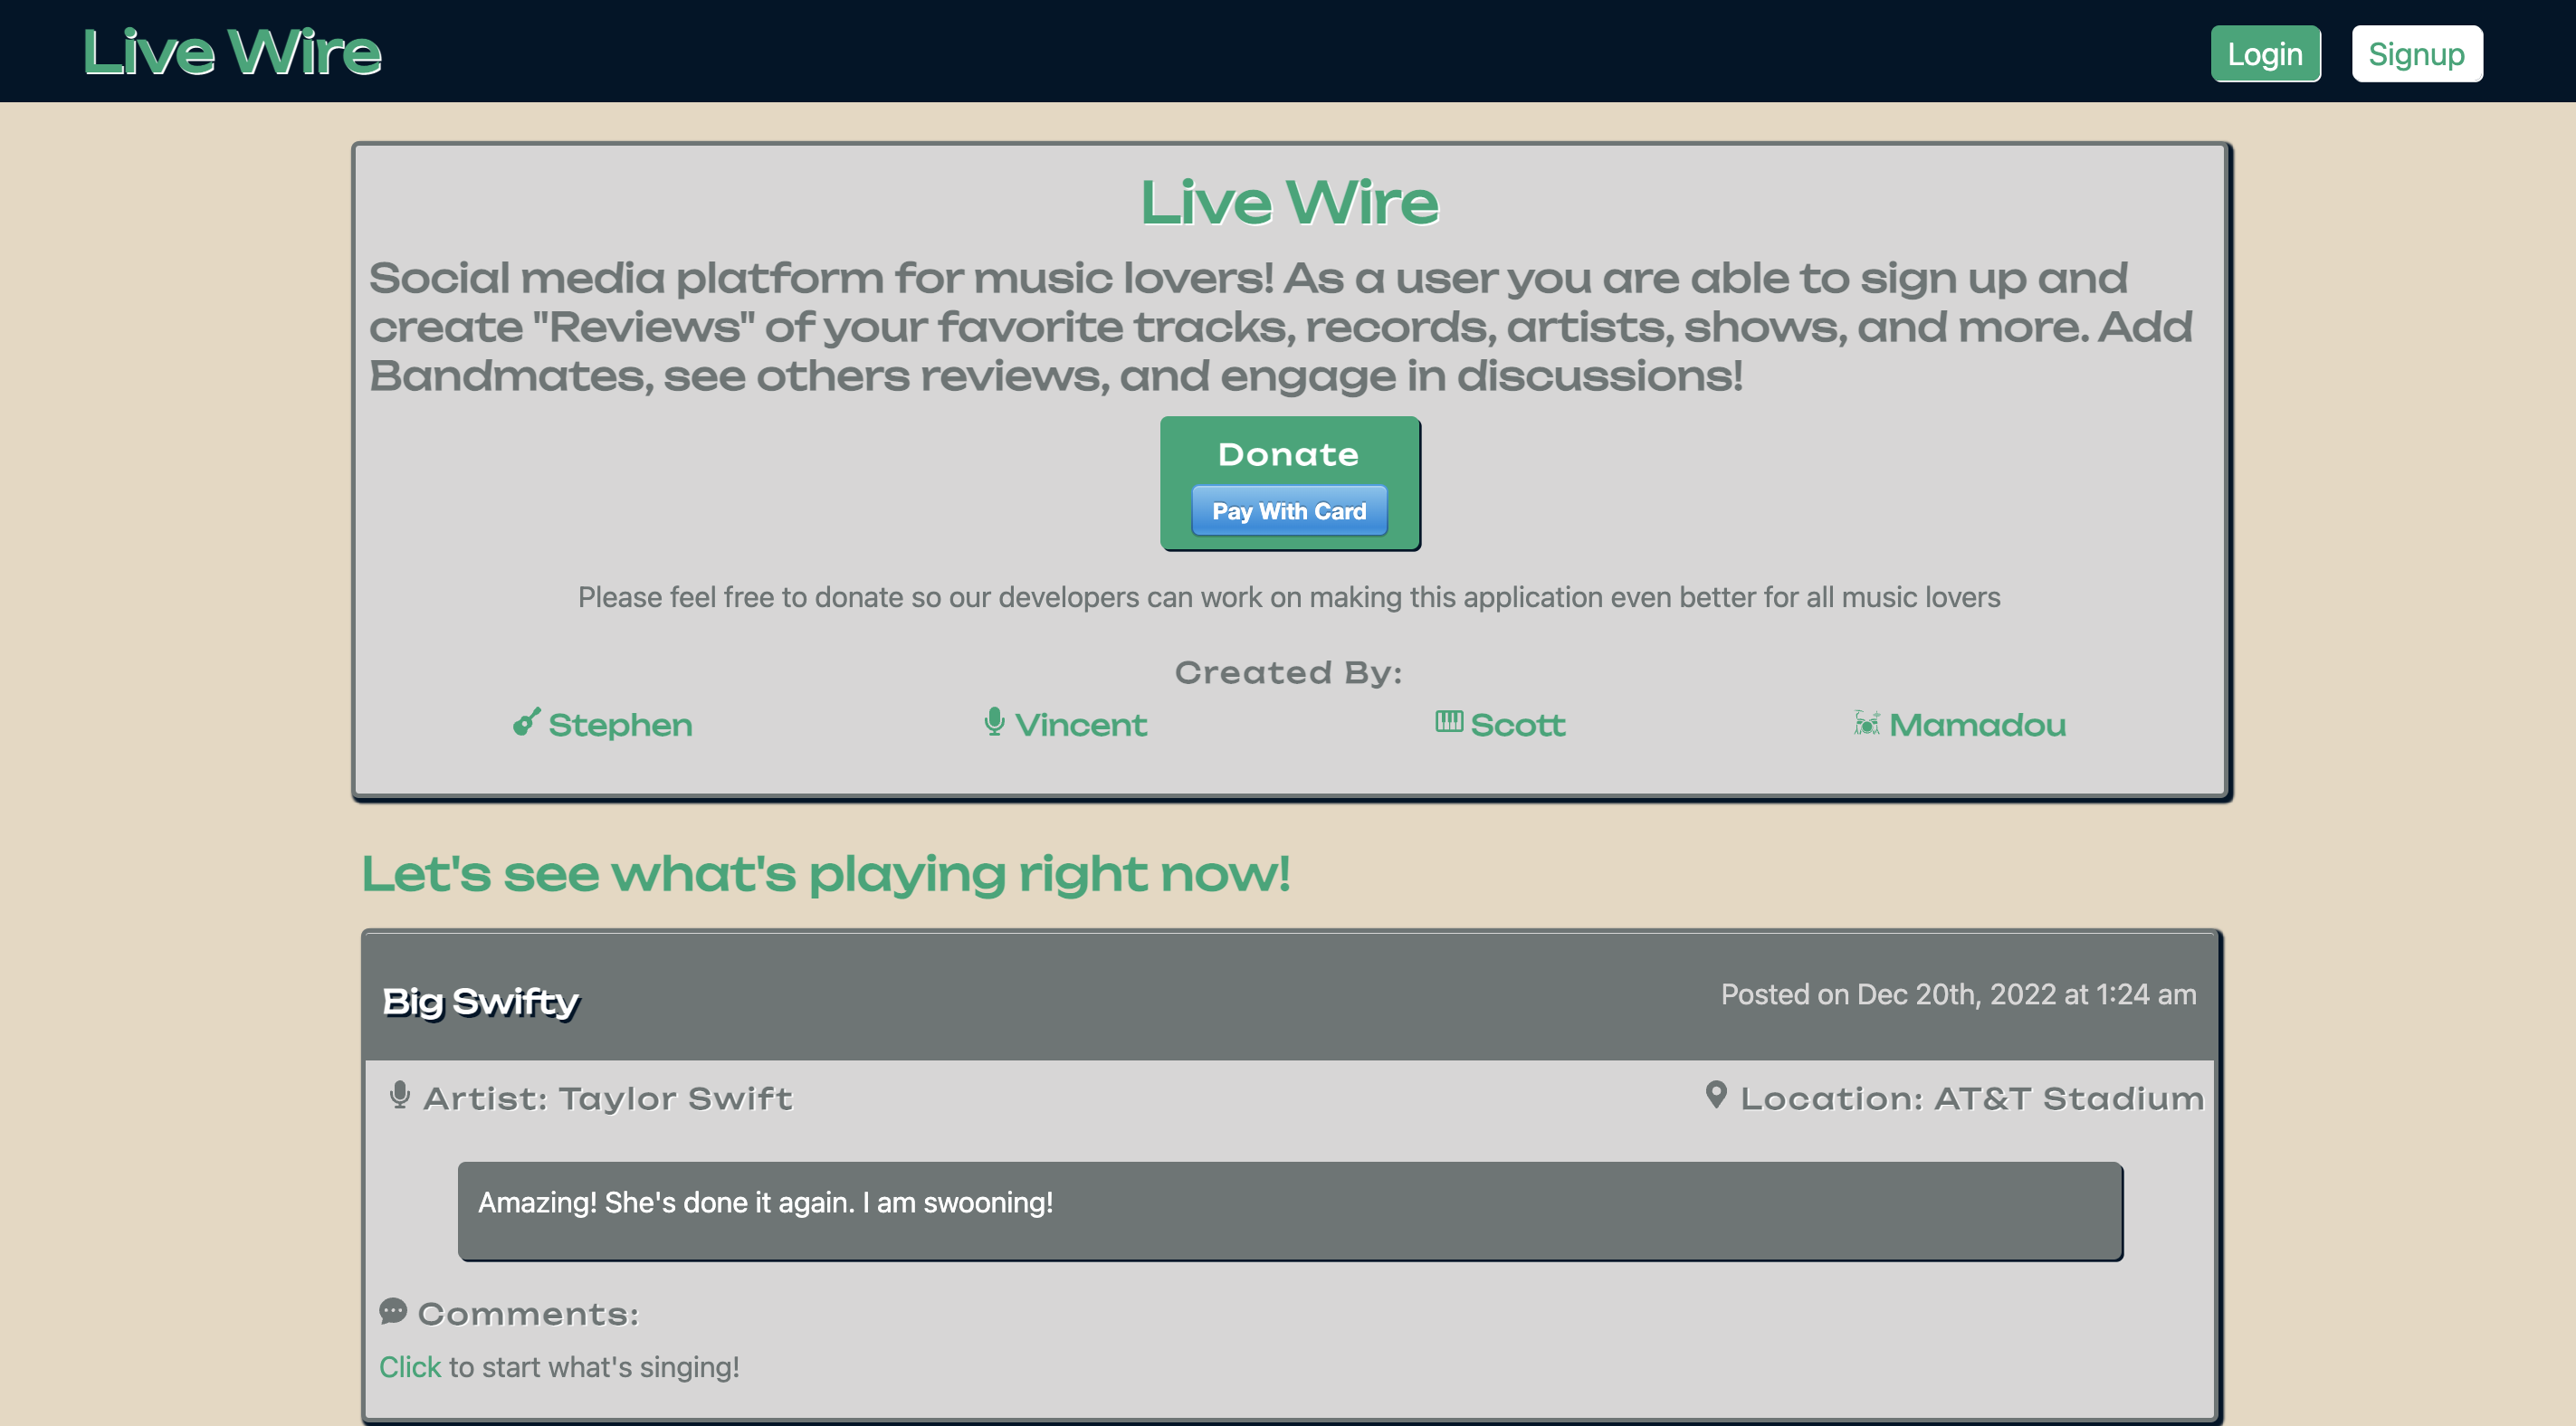 Live Wire
Login
Signup
Live Wire
Social media platform for music lovers! As a user you are able to sign up and
create "Reviews" of your favorite tracks, records, artists, shows, and more. Add
Bandmates, see others reviews, and engage in discussions!
Donate
Pay With Card
Please feel free to donate so our developers can work on making this application even better for all music lovers
Created By:
Stephen
Vincent
Scott
Mamadou
Let's see what's playing right now!
Big Swifty
Posted on Dec 20th, 2022 at 1:24 am
Artist: Taylor Swift
Location: AT&T Stadium
Amazing! She's done it again. I am swooning!
Comments:
Click to start what's singing!